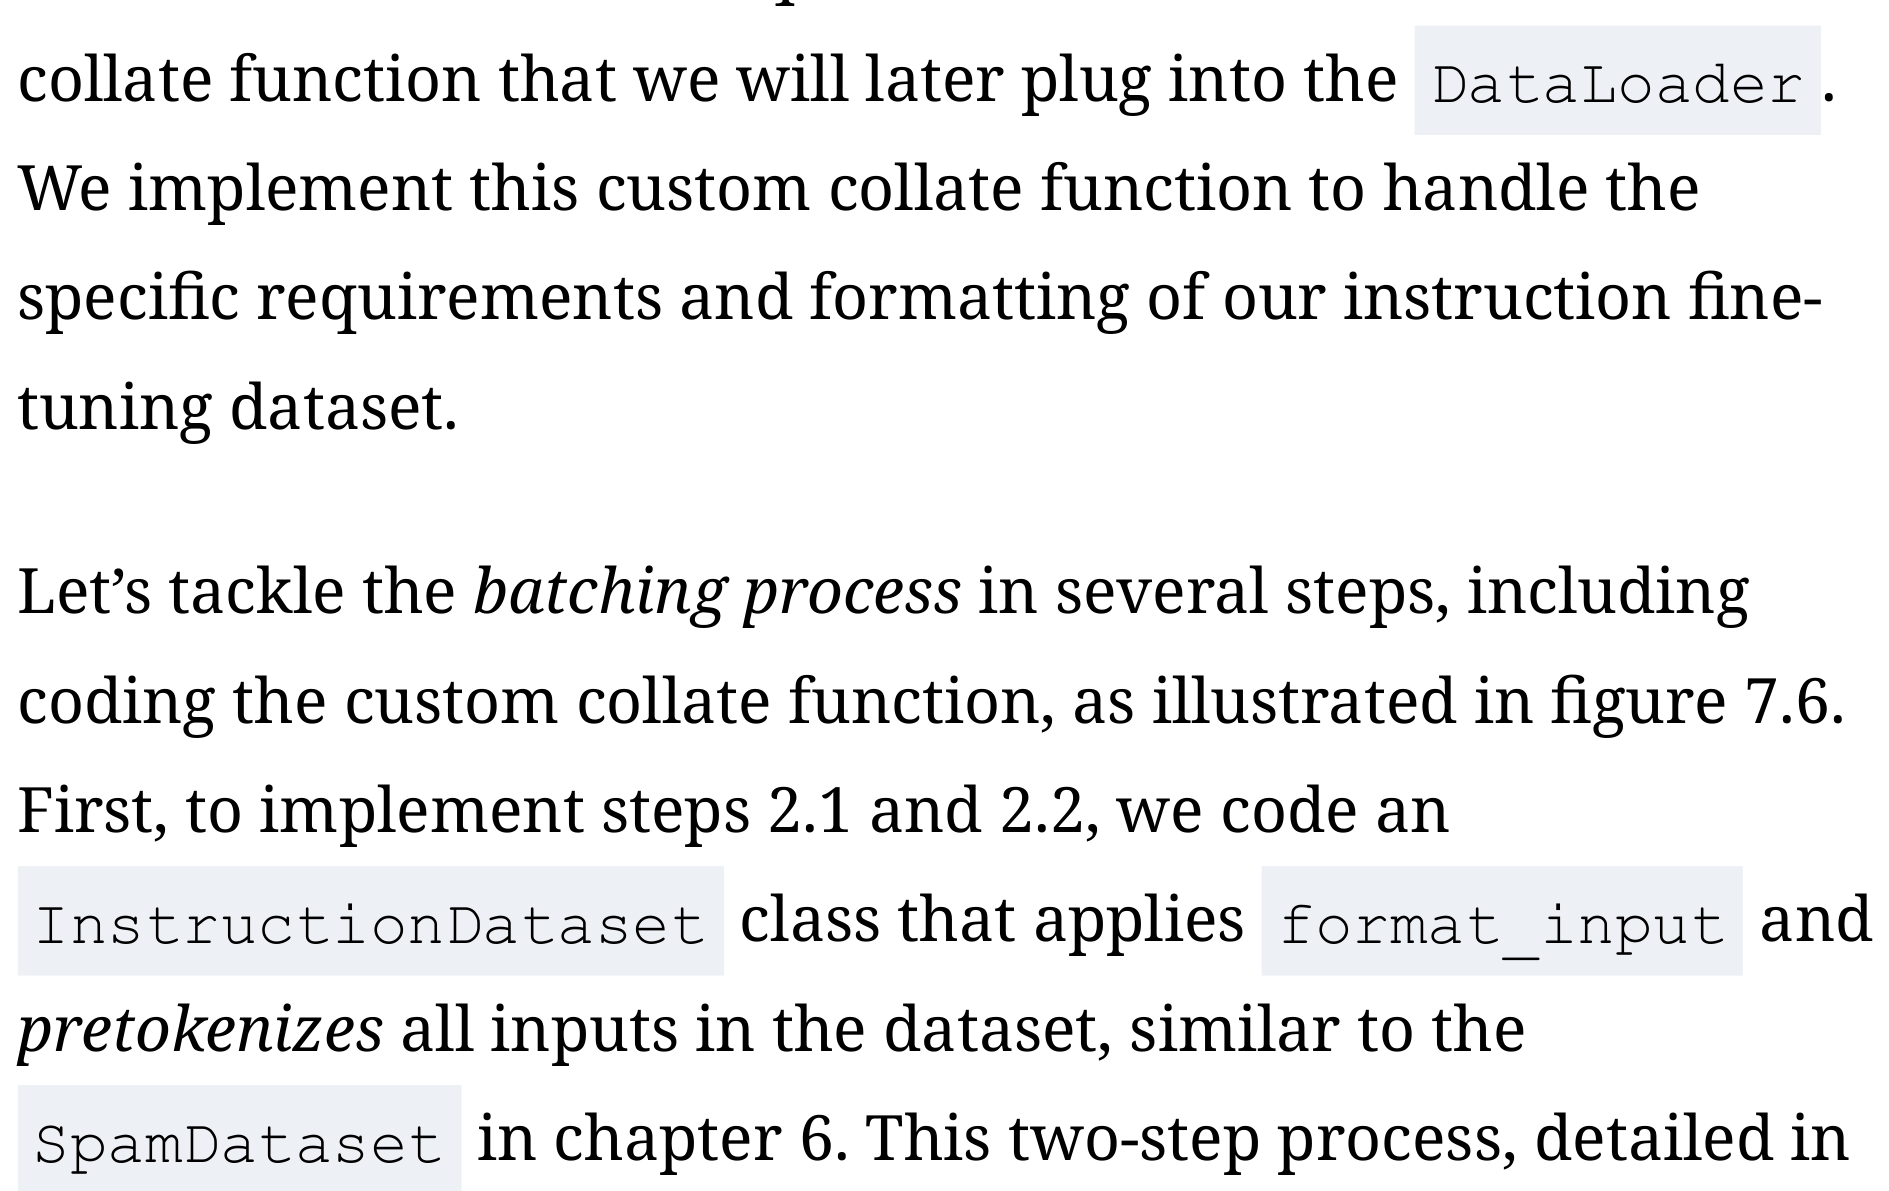 collate function that we will later plug into the DataLoader.
We implement this custom collate function to handle the
specific requirements and formatting of our instruction fine-
tuning dataset.
Let’s tackle the batching process in several steps, including
coding the custom collate function, as illustrated in figure 7.6.
First, to implement steps 2.1 and 2.2, we code an
InstructionDataset class that applies format_input and
pretokenizes all inputs in the dataset, similar to the
SpamDataset in chapter 6. This two-step process, detailed in